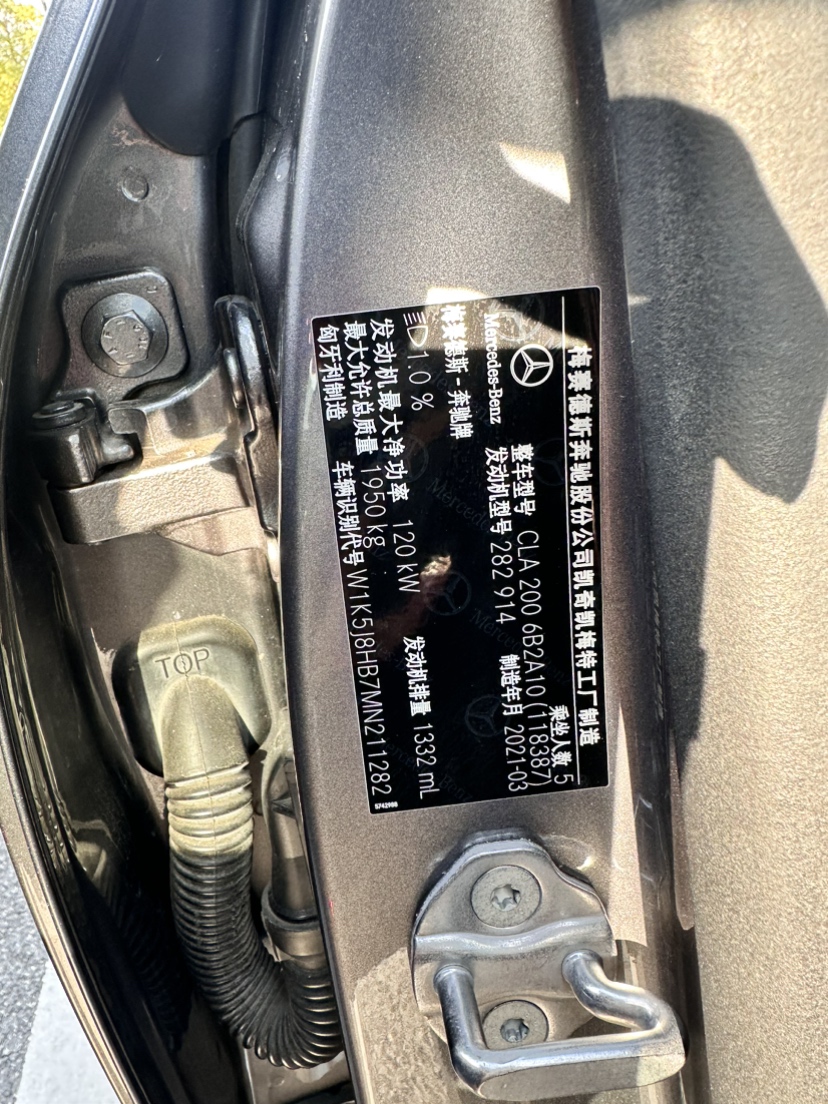 梅赛德斯奔驰股份公司凯奇凯梅特工厂制造
乘坐人数 5
整车型号 CLA 200 6B2A10 (118387)
Mercedes-Benz
发动机型号 282 914 制造年月 2021-03
梅赛德斯-奔驰牌
1.0 %
发动机最大净功率 120 kW 发动机排量 1332 mL
最大允许总质量 1950 kg
匈牙利制造 车辆识别代号 W1K5J8HB7MN211282
5742900
TOP